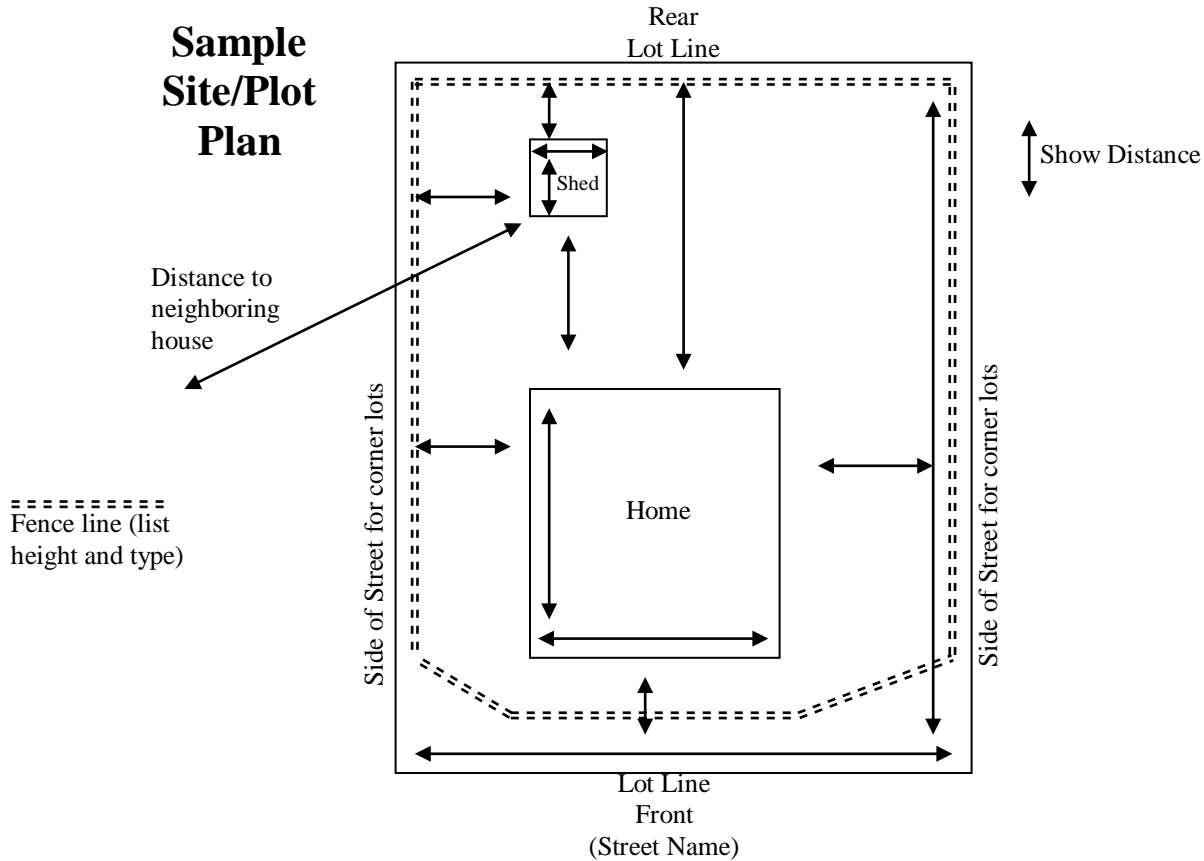 Sample
Site/Plot
Plan
Rear
Lot Line
Show Distance
Shed
Distance to
neighboring
house
Side of Street for corner lots
Home
Side of Street for corner lots
Fence line (list
height and type)
Lot Line
Front
(Street Name)